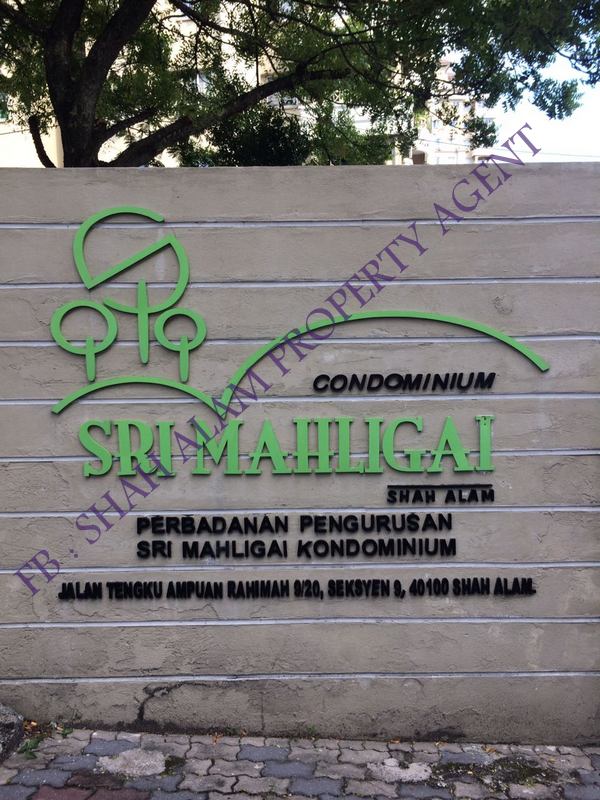 CONDOMINIUM
SRI MAHLIGAI
SHAH ALAM
PERBADANAN PENGURUSAN
SRI MAHLIGAI KONDOMINIUM
JALAN TENGKU AMPUAN RAHIMAH 9/20, SEKSYEN 9, 40100 SHAH ALAM.
FB : SHAH ALAM PROPERTY AGENT